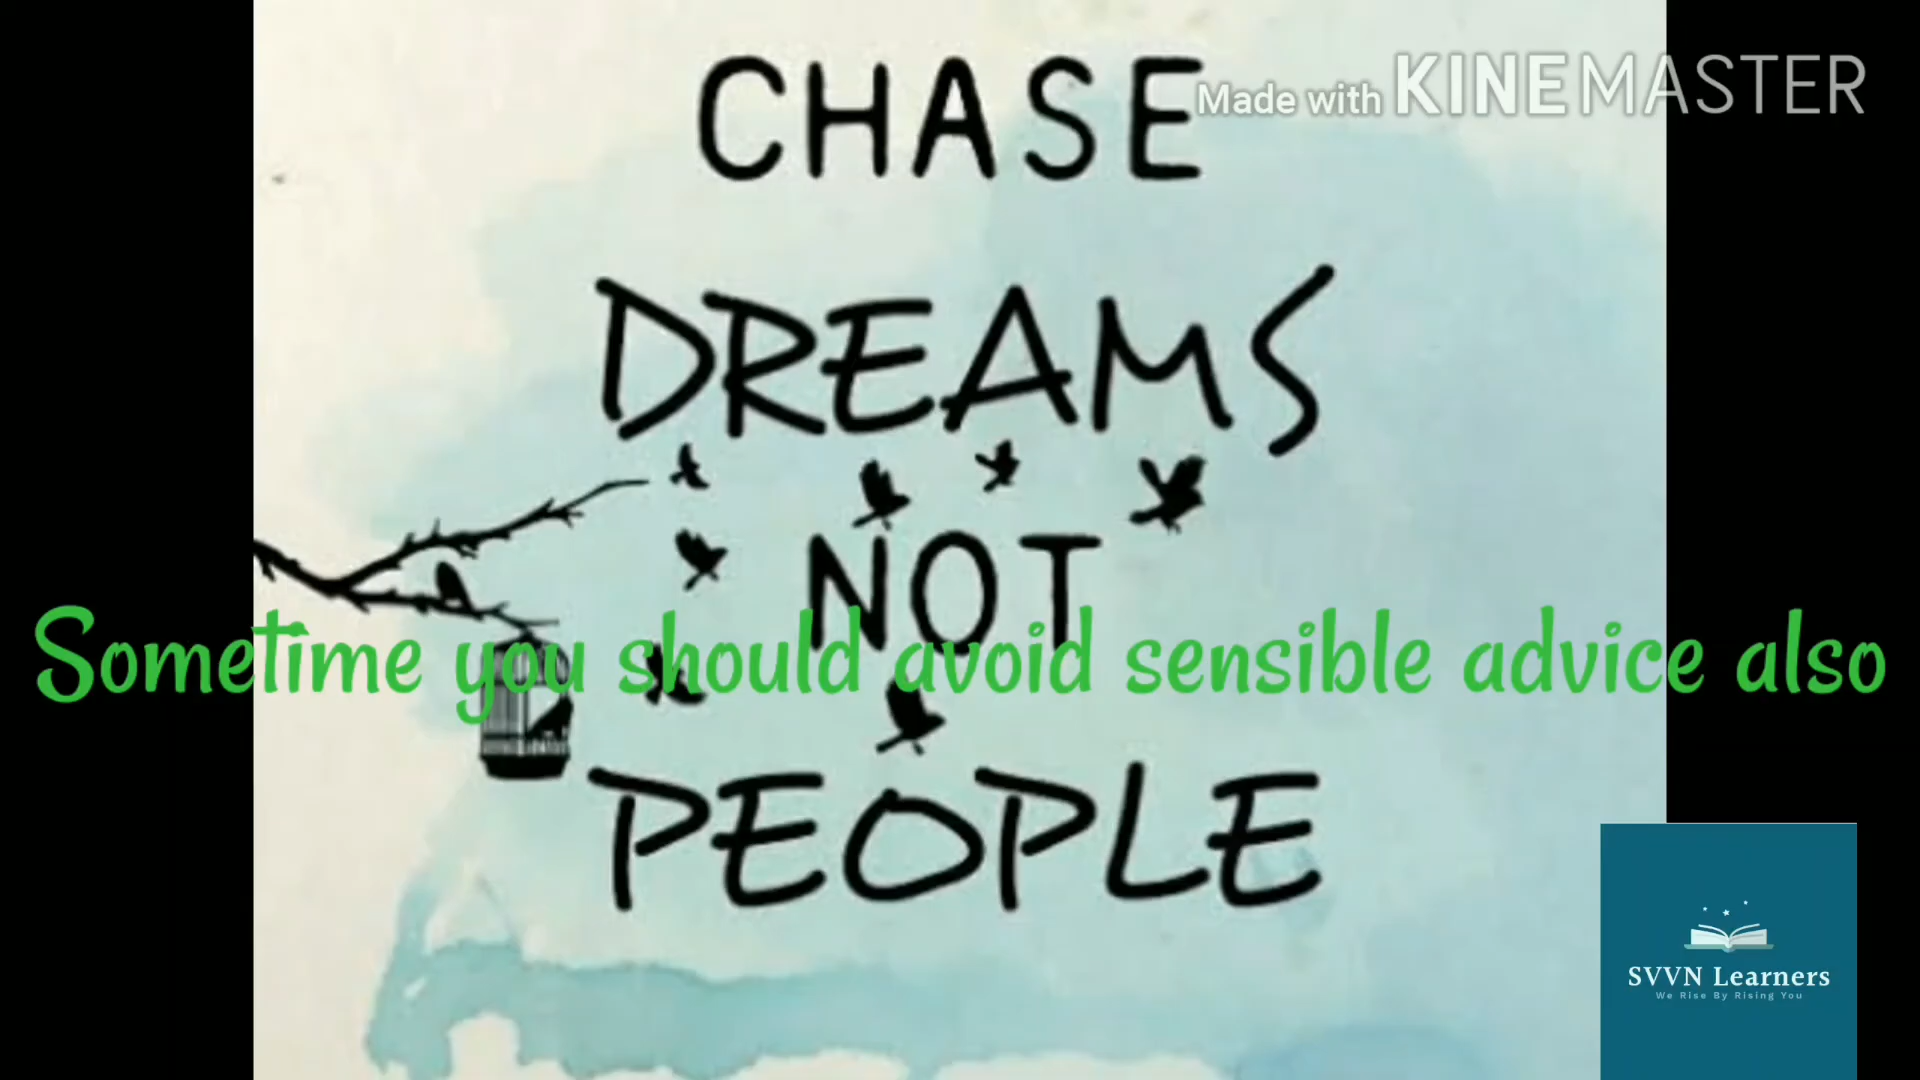 CHASE
Made with KINEMASTER
DREAMS
NOT
Sometime you should avoid sensible advice also
PEOPLE
SVVN Learners
We Rise By Rising You